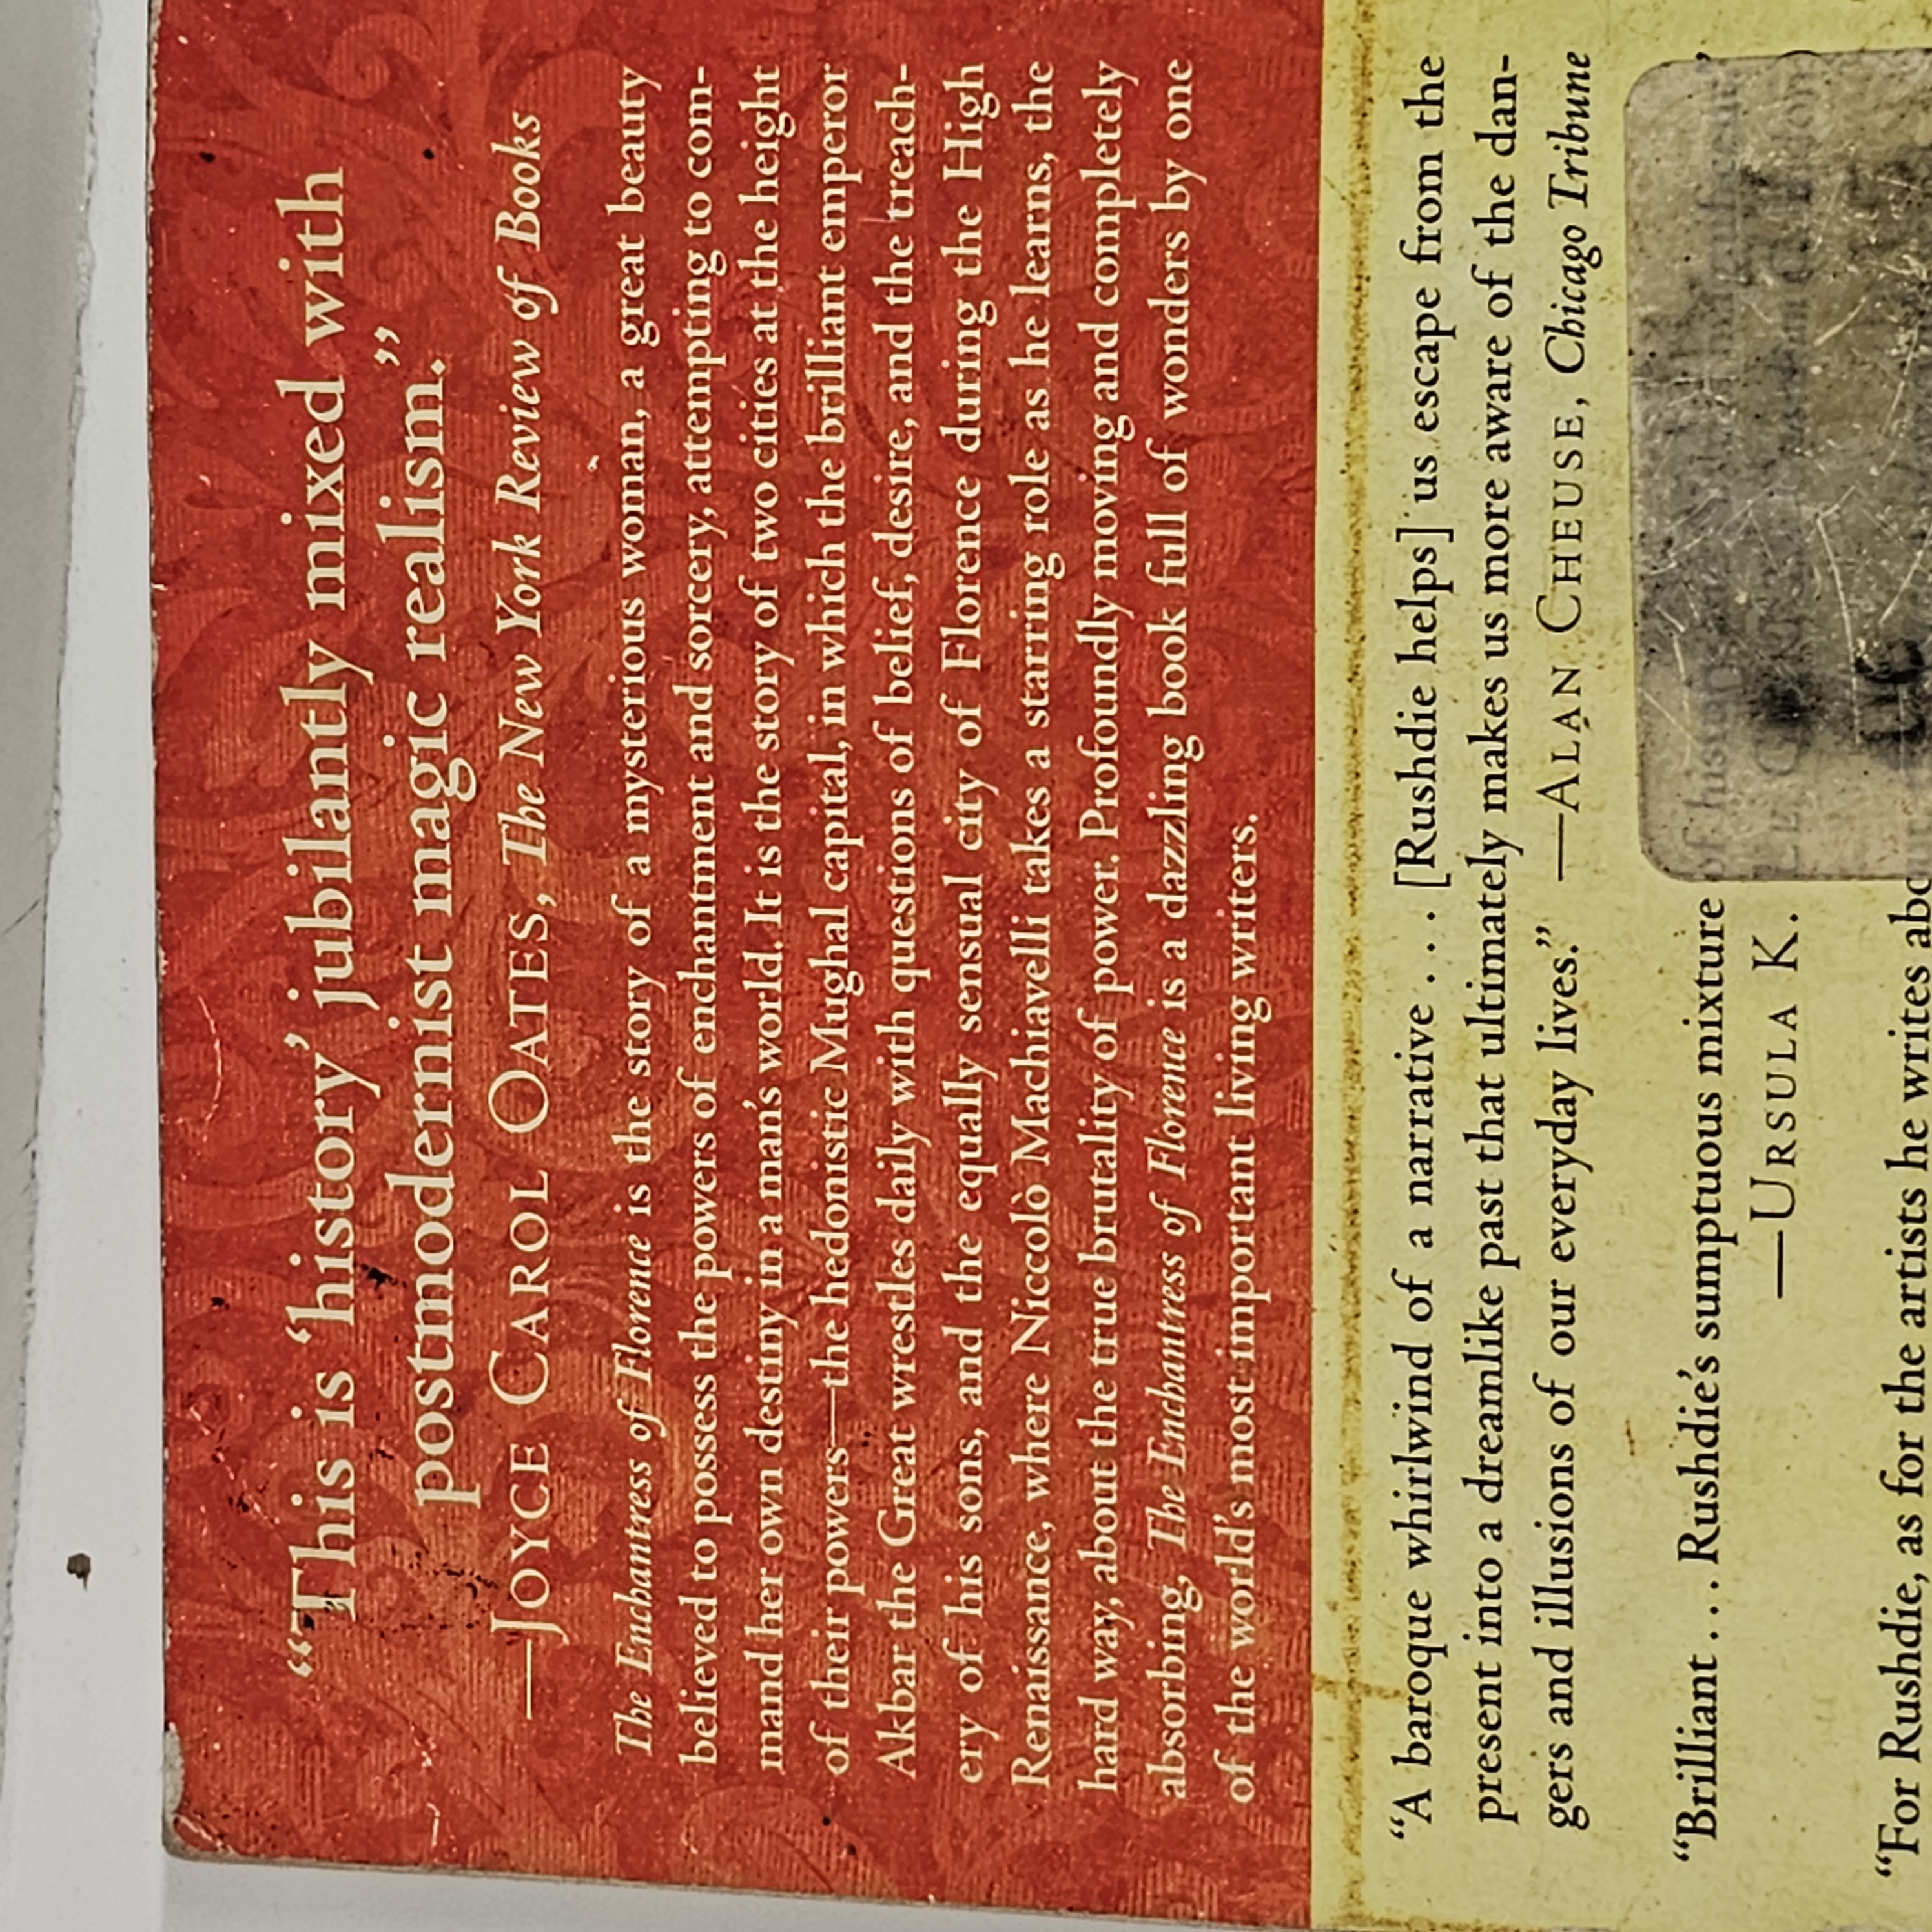 “This is ‘history’ jubilantly mixed with
postmodernist magic realism.”
—JOYCE CAROL OATES, The New York Review of Books
The Enchantress of Florence is the story of a mysterious woman, a great beauty
believed to possess the powers of enchantment and sorcery, attempting to com-
mand her own destiny in a man’s world. It is the story of two cities at the height
of their powers—the hedonistic Mughal capital, in which the brilliant emperor
Akbar the Great wrestles daily with questions of belief, desire, and the treach-
ery of his sons, and the equally sensual city of Florence during the High
Renaissance, where Niccolò Machiavelli takes a starring role as he learns, the
hard way, about the true brutality of power. Profoundly moving and completely
absorbing, The Enchantress of Florence is a dazzling book full of wonders by one
of the world’s most important living writers.
“A baroque whirlwind of a narrative . . . [Rushdie helps] us escape from the
present into a dreamlike past that ultimately makes us more aware of the dan-
gers and illusions of our everyday lives.” —ALAN CHEUSE, Chicago Tribune
“Brilliant . . . Rushdie’s sumptuous mixture of
—URSULA K.
“For Rushdie, as for the artists he writes